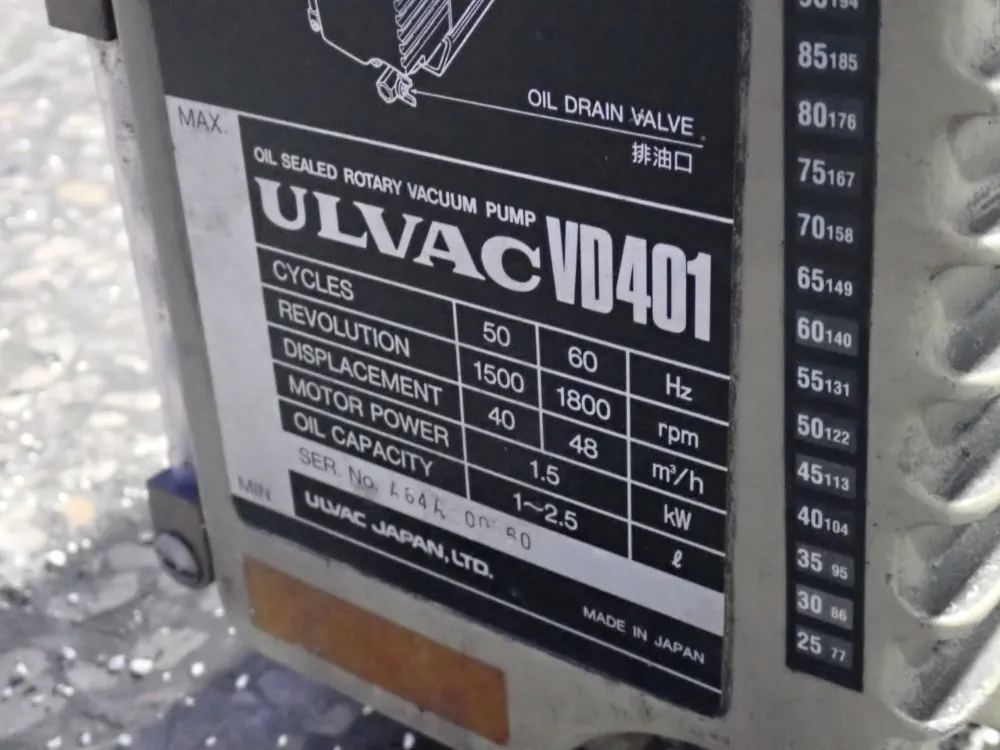 OIL DRAIN VALVE
排油口
MAX.
OIL SEALED ROTARY VACUUM PUMP
ULVAC VD401
CYCLES 50 60 Hz
REVOLUTION 1500 1800 rpm
DISPLACEMENT 40 48 m³/h
MOTOR POWER 1.5 kW
OIL CAPACITY 1~2.5 ℓ
SER. No.
MIN
ULVAC JAPAN, LTD.
MADE IN JAPAN
85 185
80 176
75 167
70 158
65 149
60 140
55 131
50 122
45 113
40 104
35 95
30 86
25 77